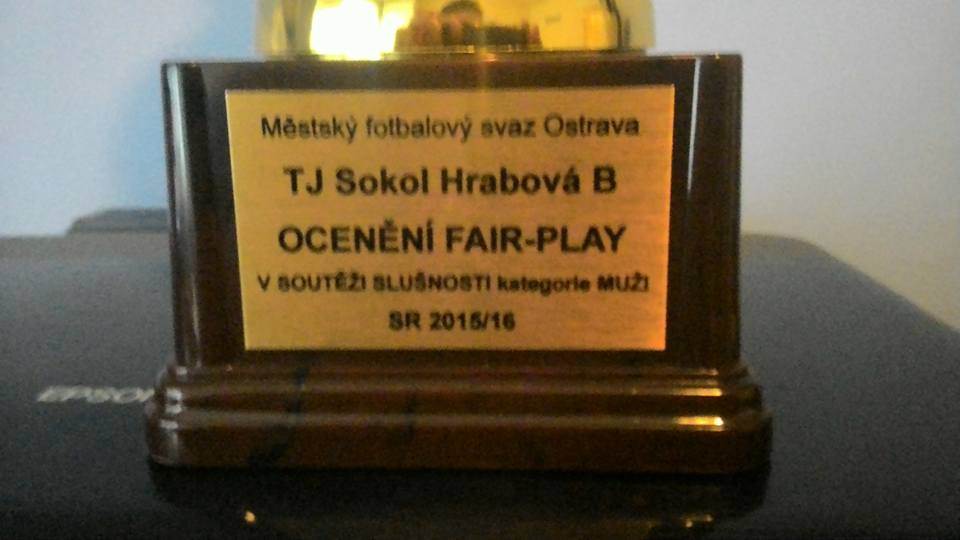 Městský fotbalový svaz Ostrava
TJ Sokol Hrabová B
OCENĚNÍ FAIR-PLAY
V SOUTĚŽI SLUŠNOSTI kategorie MUŽI
SR 2015/16
EPSON